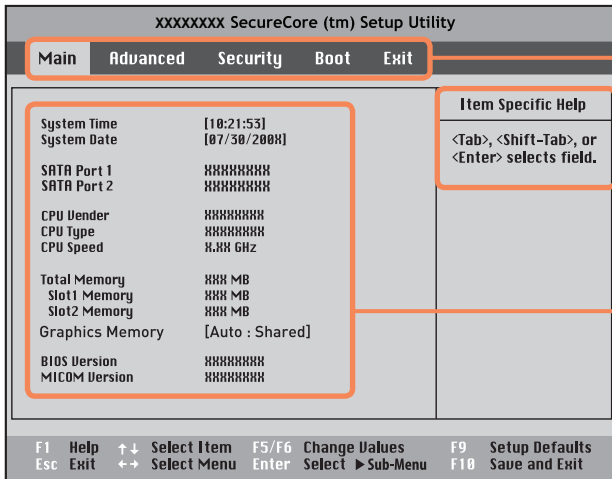 XXXXXXXX SecureCore (tm) Setup Utility
Main Advanced Security Boot Exit
Item Specific Help
<Tab>, <Shift-Tab>, or
<Enter> selects field.
System Time [10:21:53]
System Date [07/30/200X]
SATA Port 1 XXXXXXXX
SATA Port 2 XXXXXXXX
CPU Vender XXXXXXXX
CPU Type XXXXXXXX
CPU Speed X.XX GHz
Total Memory XXX MB
Slot1 Memory XXX MB
Slot2 Memory XXX MB
Graphics Memory [Auto : Shared]
BIOS Version XXXXXXXX
MICOM Version XXXXXXXX
F1 Help ↑↓ Select Item F5/F6 Change Values F9 Setup Defaults
Esc Exit ←→ Select Menu Enter Select ▶Sub-Menu F10 Save and Exit